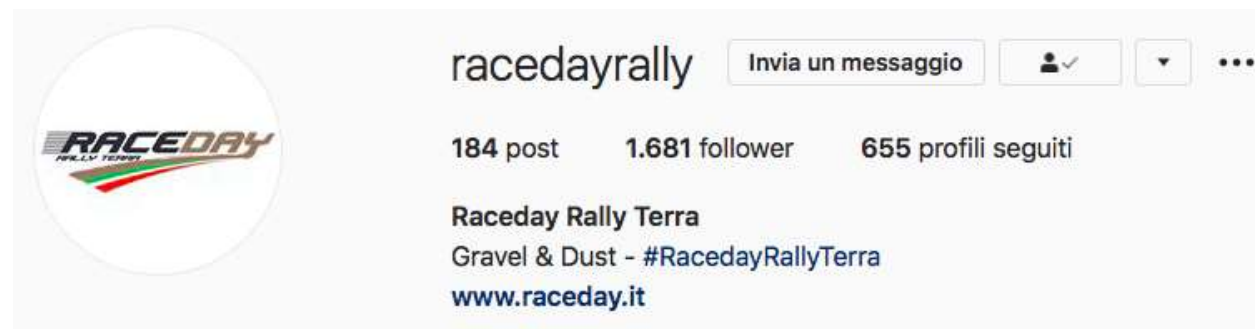 RACEDAY
RALLY TERRA
racedayrally Invia un messaggio
184 post 1.681 follower 655 profili seguiti
Raceday Rally Terra
Gravel & Dust - #RacedayRallyTerra
www.raceday.it